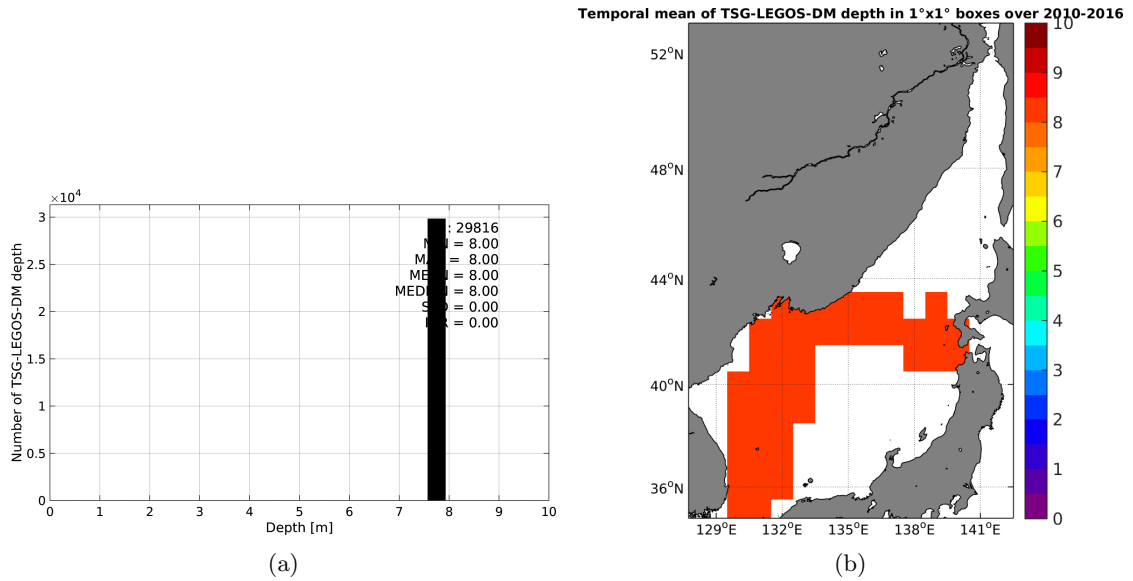 Temporal mean of TSG-LEGOS-DM depth in 1°x1° boxes over 2010-2016
×10⁴
3
2.5
2
1.5
1
0.5
0
Number of TSG-LEGOS-DM depth
: 29816
= 8.00
= 8.00
= 8.00
= 8.00
= 0.00
= 0.00
0 1 2 3 4 5 6 7 8 9 10
Depth [m]
(a)
52°N
48°N
44°N
40°N
36°N
129°E 132°E 135°E 138°E 141°E
10
9
8
7
6
5
4
3
2
1
0
(b)